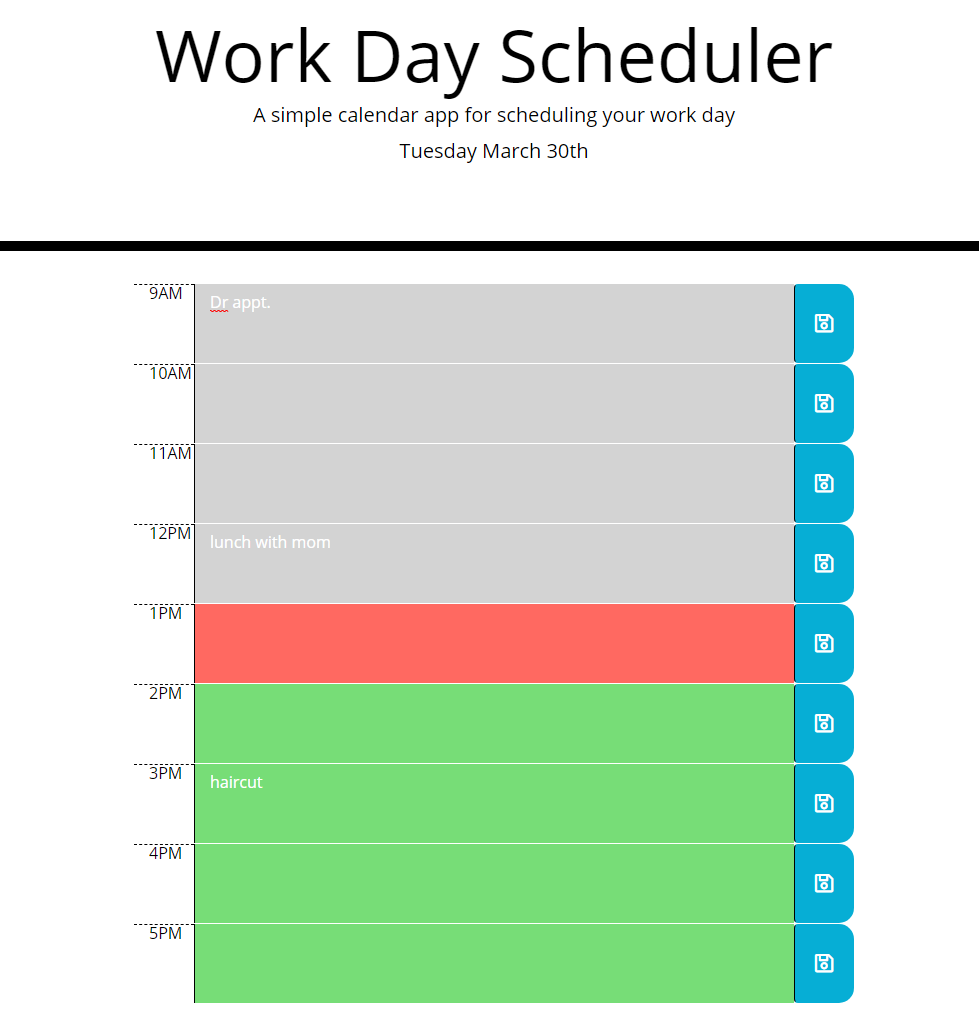 Work Day Scheduler
A simple calendar app for scheduling your work day
Tuesday March 30th
9AM
Dr appt.
10AM
11AM
12PM
lunch with mom
1PM
2PM
3PM
haircut
4PM
5PM